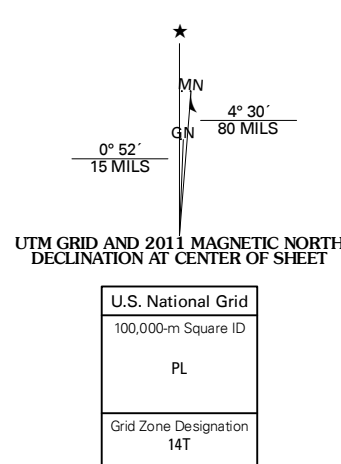 ★
MN
4° 30´
80 MILS
GN
0° 52´
15 MILS
UTM GRID AND 2011 MAGNETIC NORTH
DECLINATION AT CENTER OF SHEET
U.S. National Grid
100,000-m Square ID
PL
Grid Zone Designation
14T